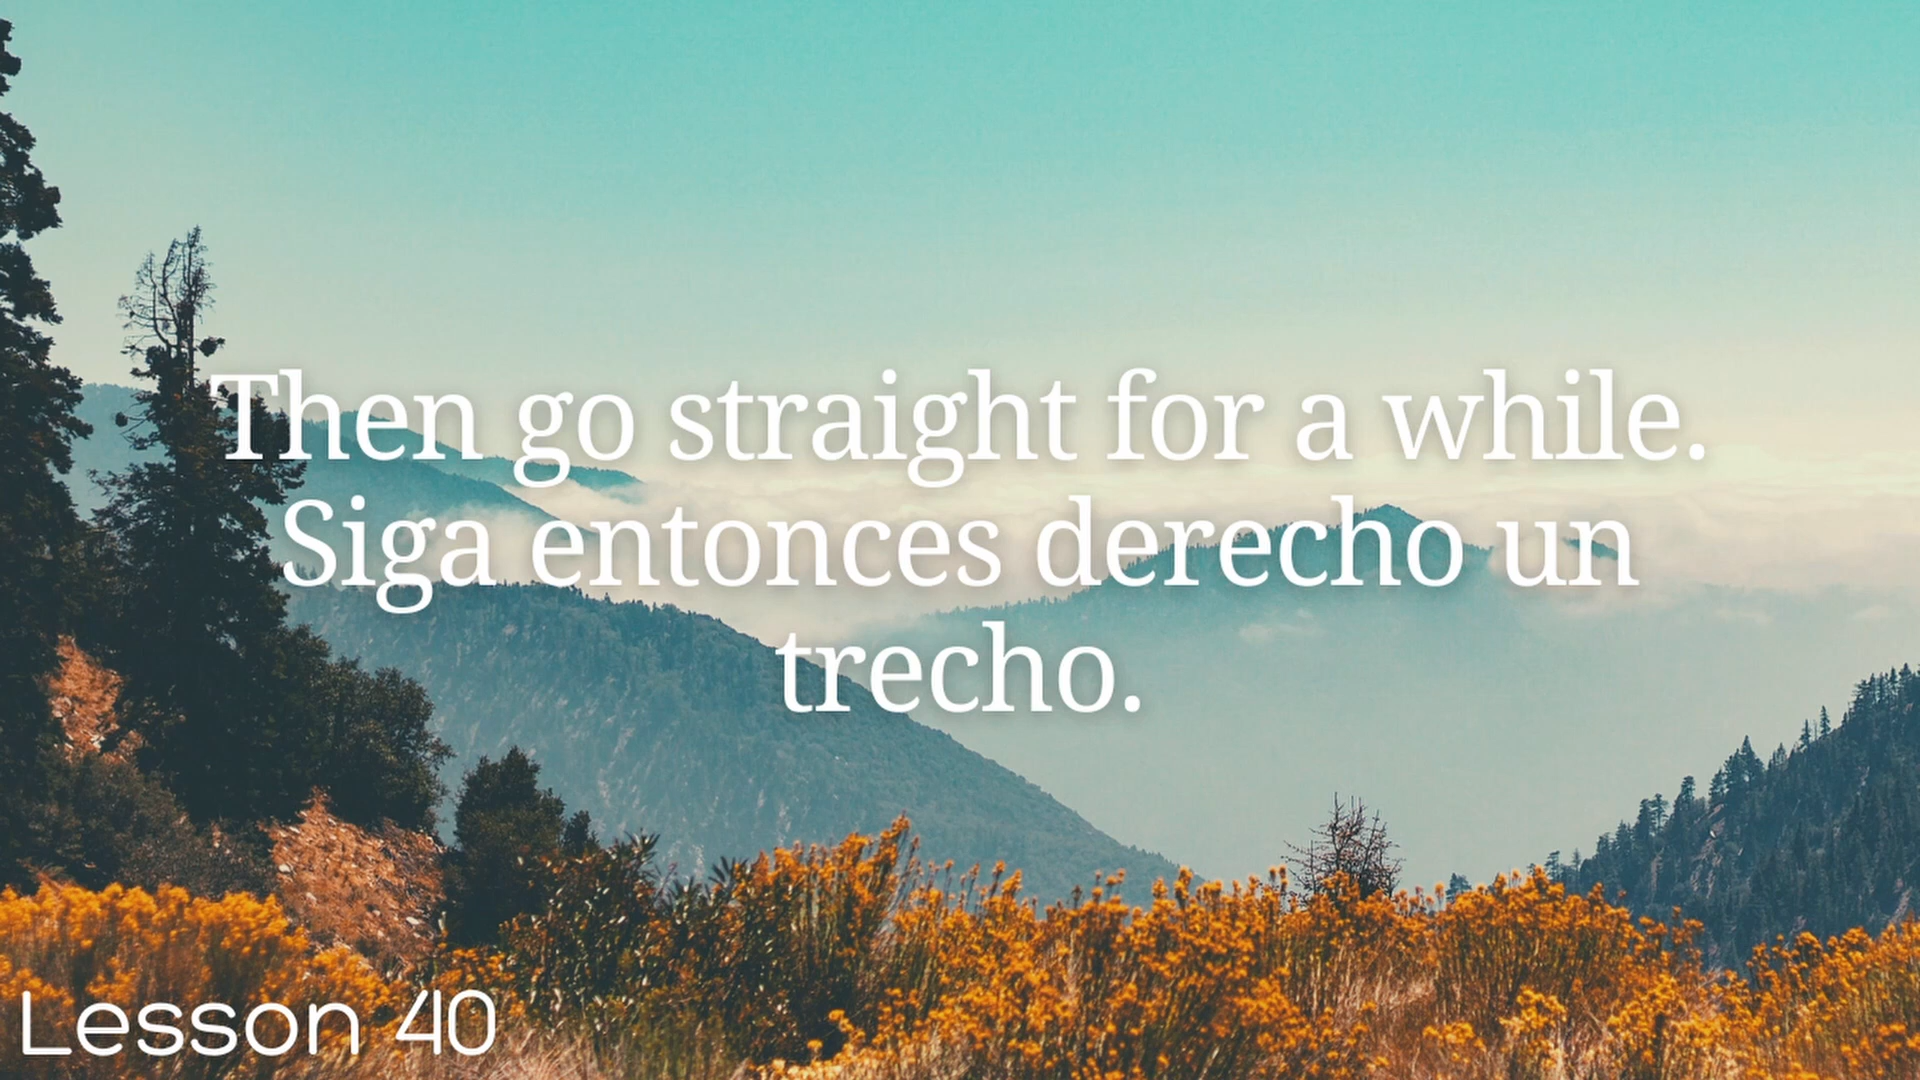 Then go straight for a while.
Siga entonces derecho un
trecho.
Lesson 40